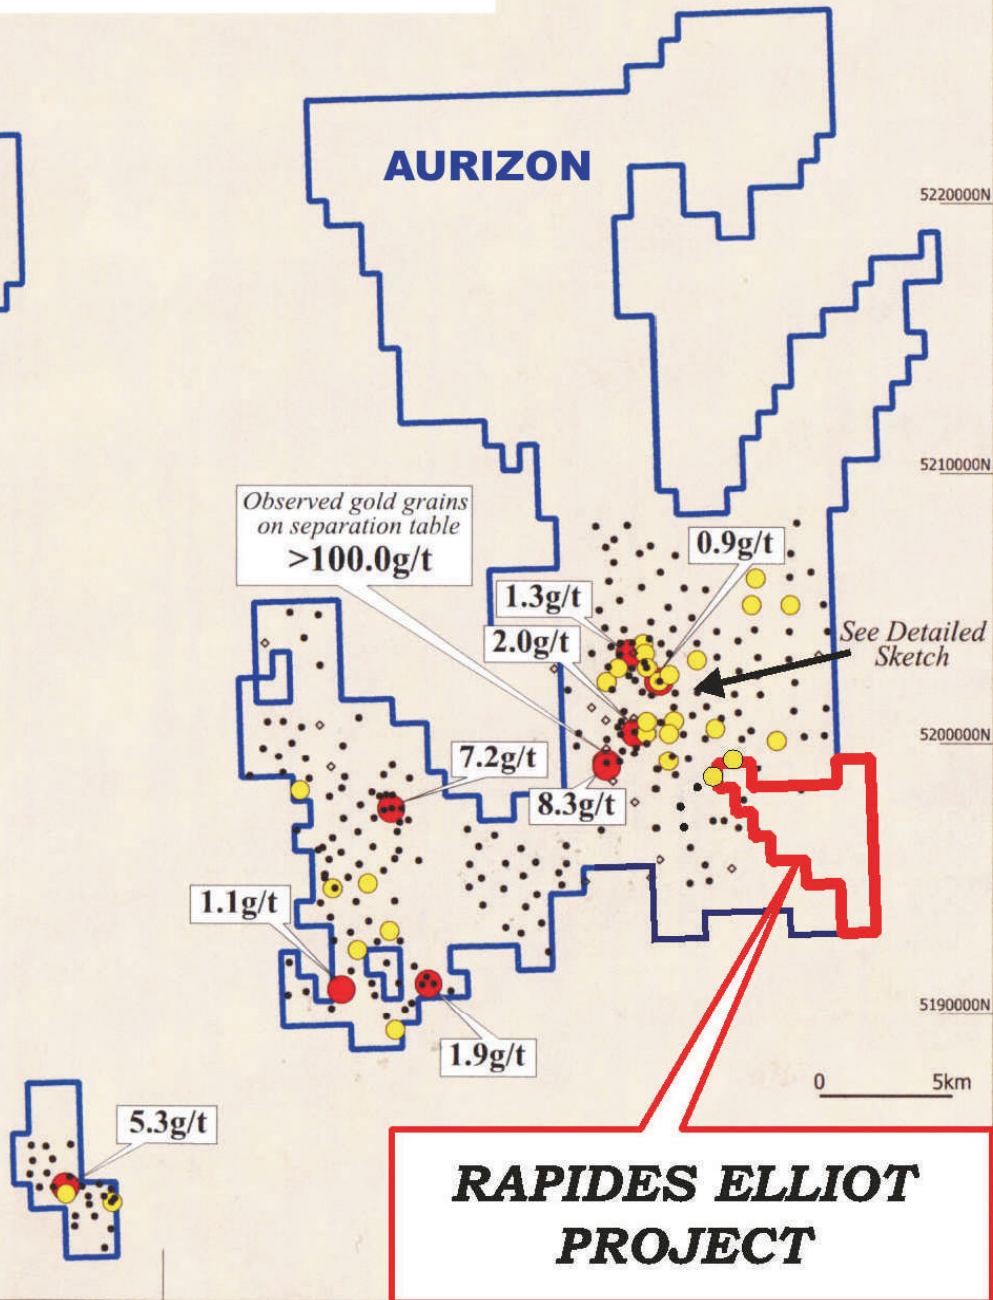 AURIZON
5220000N
5210000N
Observed gold grains
on separation table
>100.0g/t
0.9g/t
1.3g/t
2.0g/t
See Detailed
Sketch
5200000N
7.2g/t
8.3g/t
1.1g/t
5190000N
1.9g/t
0 5km
5.3g/t
RAPIDES ELLIOT
PROJECT